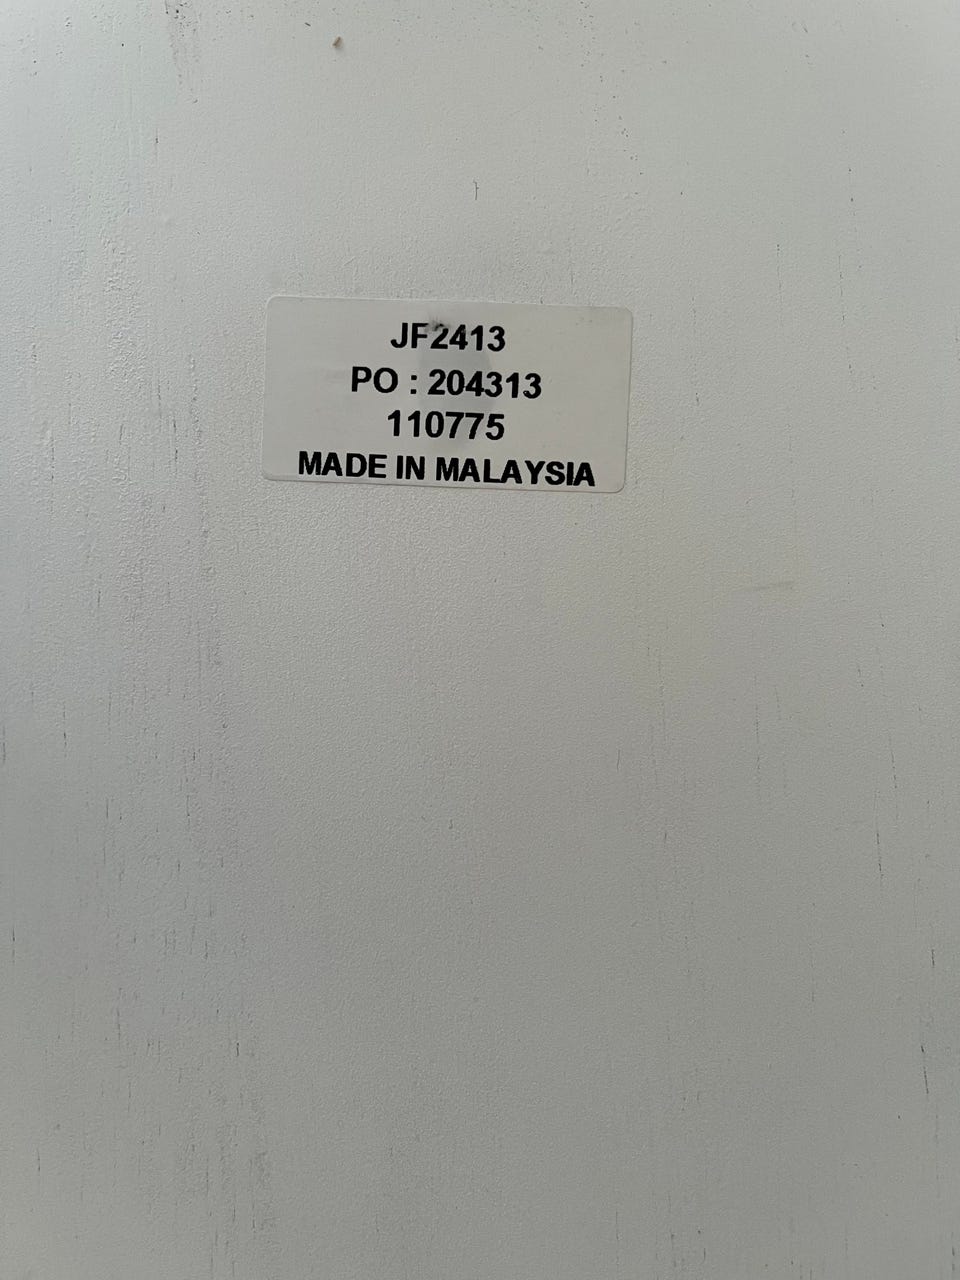 JF2413
PO : 204313
110775
MADE IN MALAYSIA